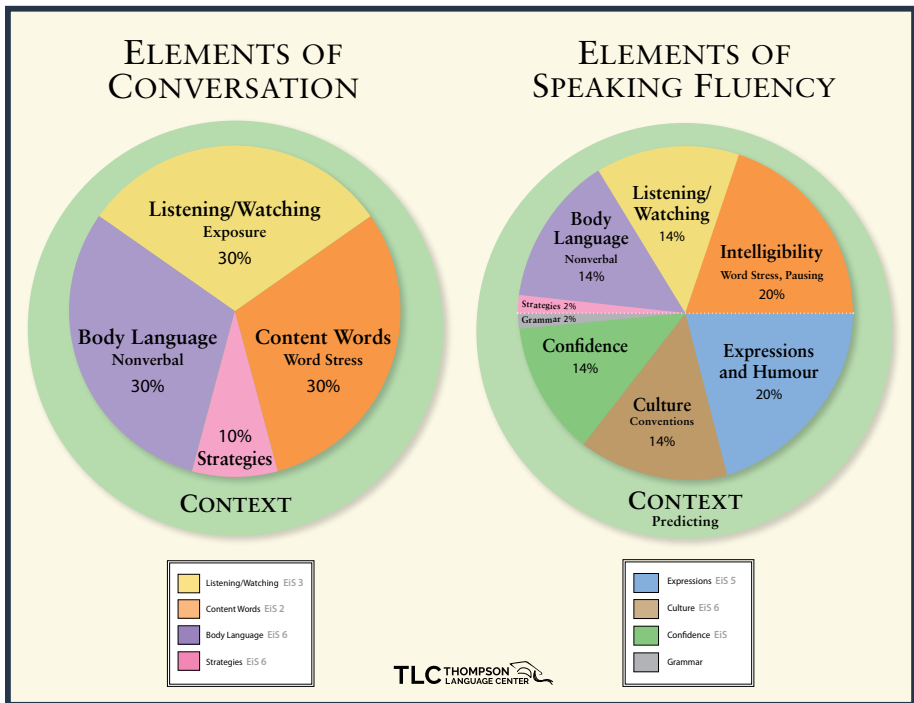 ELEMENTS OF
CONVERSATION
Listening/Watching
Exposure
30%
Body Language
Nonverbal
30%
Content Words
Word Stress
30%
10%
Strategies
CONTEXT
Listening/Watching EiS 3
Content Words EiS 2
Body Language EiS 6
Strategies EiS 6
ELEMENTS OF
SPEAKING FLUENCY
Listening/
Watching
14%
Body
Language
Nonverbal
14%
Intelligibility
Word Stress, Pausing
20%
Strategies 2%
Grammar 2%
Confidence
14%
Expressions
and Humour
20%
Culture
Conventions
14%
CONTEXT
Predicting
Expressions EiS 5
Culture EiS 6
Confidence EiS
Grammar
TLC THOMPSON
LANGUAGE CENTER